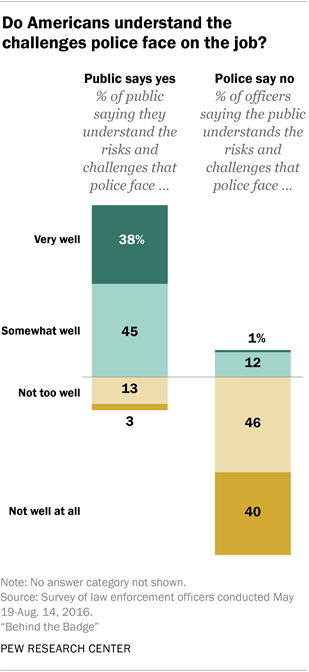 Do Americans understand the
challenges police face on the job?
Public says yes
% of public
saying they
understand the
risks and
challenges that
police face ...
Police say no
% of officers
saying the public
understands the
risks and
challenges that
police face ...
Very well
38%
Somewhat well
45
1%
12
Not too well
13
46
3
Not well at all
40
Note: No answer category not shown.
Source: Survey of law enforcement officers conducted May
19-Aug. 14, 2016.
“Behind the Badge”
PEW RESEARCH CENTER